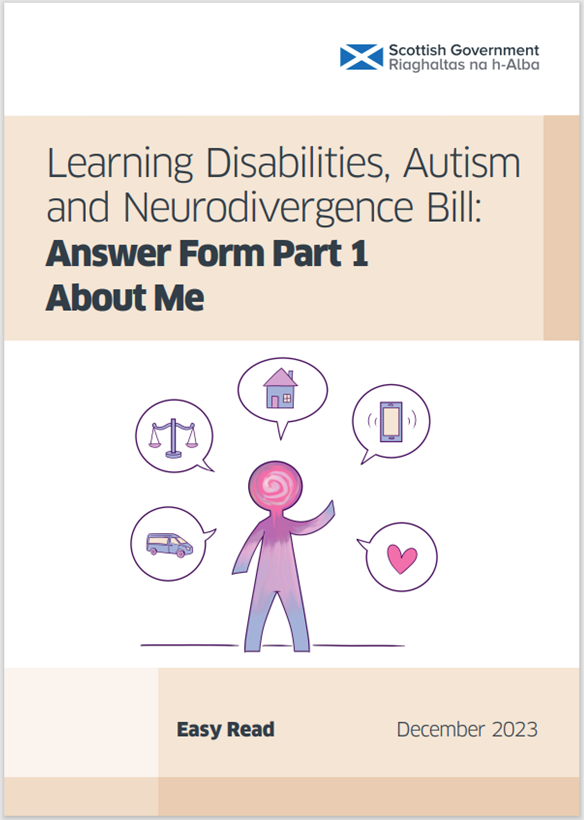 Scottish Government
Riaghaltas na h-Alba
Learning Disabilities, Autism
and Neurodivergence Bill:
Answer Form Part 1
About Me
Easy Read
December 2023